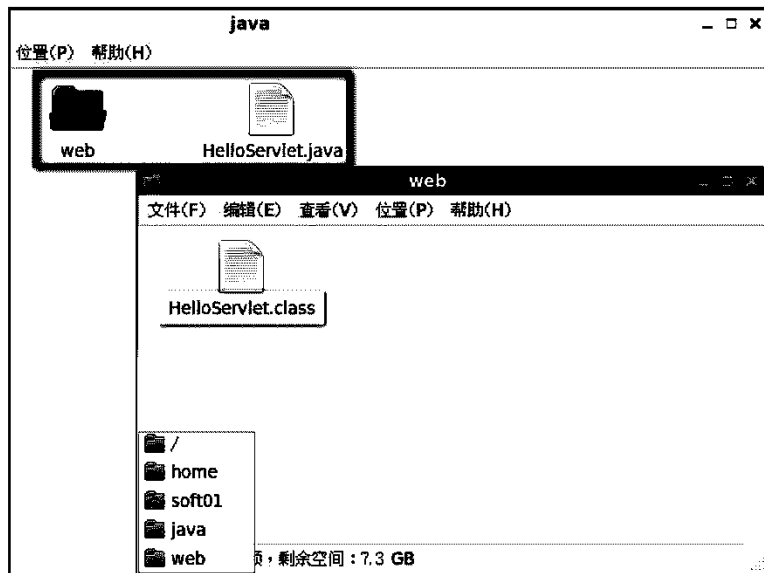 java
位置(P) 帮助(H)
web
HelloServlet.java
web
文件(F) 编辑(E) 查看(V) 位置(P) 帮助(H)
HelloServlet.class
/
home
soft01
java
web
，剩余空间：7.3 GB